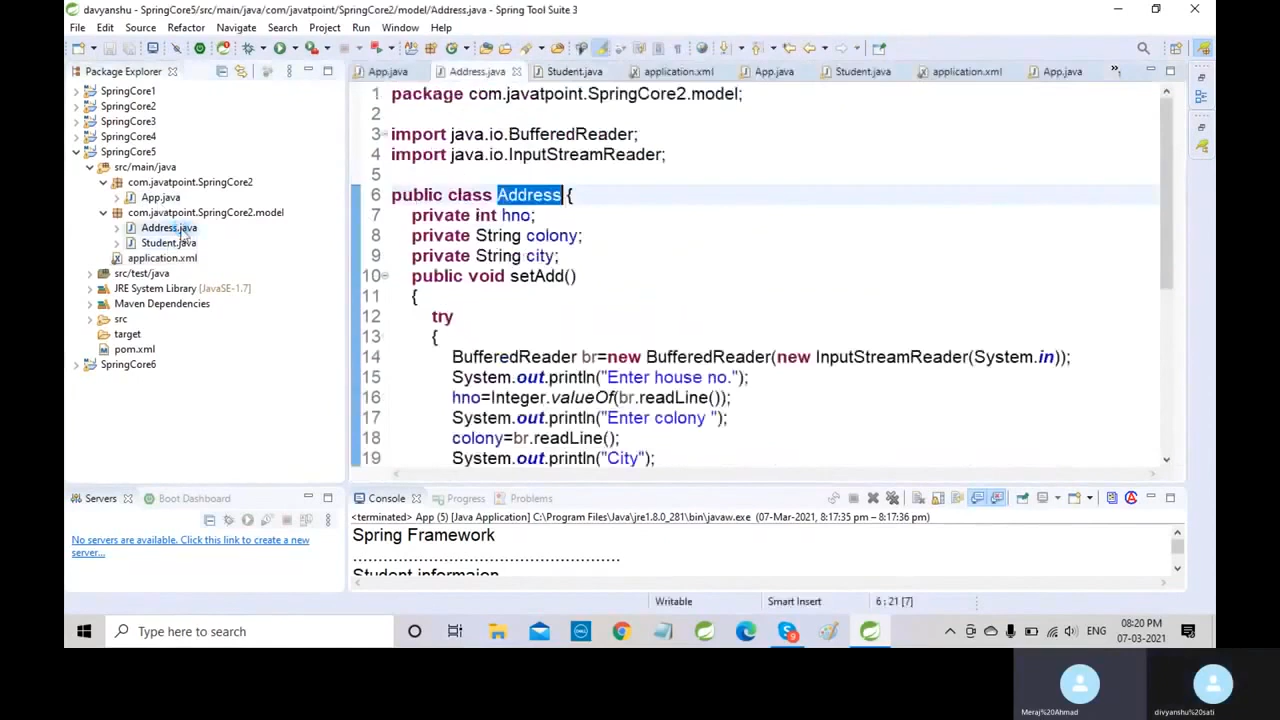 davyanshu - SpringCore5/src/main/java/com/javatpoint/SpringCore2/model/Address.java - Spring Tool Suite 3
File Edit Source Refactor Navigate Search Project Run Window Help
Package Explorer
App.java Address.java Student.java application.xml App.java Student.java application.xml App.java
SpringCore1
SpringCore2
SpringCore3
SpringCore4
SpringCore5
src/main/java
com.javatpoint.SpringCore2
App.java
com.javatpoint.SpringCore2.model
Address.java
Student.java
application.xml
src/test/java
JRE System Library [JavaSE-1.7]
Maven Dependencies
src
target
pom.xml
SpringCore6
1 package com.javatpoint.SpringCore2.model;
2
3 import java.io.BufferedReader;
4 import java.io.InputStreamReader;
5
6 public class Address {
7 private int hno;
8 private String colony;
9 private String city;
10 public void setAdd()
11 {
12 try
13 {
14 BufferedReader br=new BufferedReader(new InputStreamReader(System.in));
15 System.out.println("Enter house no.");
16 hno=Integer.valueOf(br.readLine());
17 System.out.println("Enter colony ");
18 colony=br.readLine();
19 System.out.println("City");
Servers Boot Dashboard
No servers are available. Click this link to create a new
server...
Console Progress Problems
<terminated> App (5) [Java Application] C:\Program Files\Java\jre1.8.0_281\bin\javaw.exe (07-Mar-2021, 8:17:35 pm – 8:17:36 pm)
Spring Framework
....................................................
Student informaion
Writable Smart Insert 6 : 21 [7]
Type here to search
DELL
9
ENG
08:20 PM
07-03-2021
Meraj%20Ahmad
divyanshu%20sati